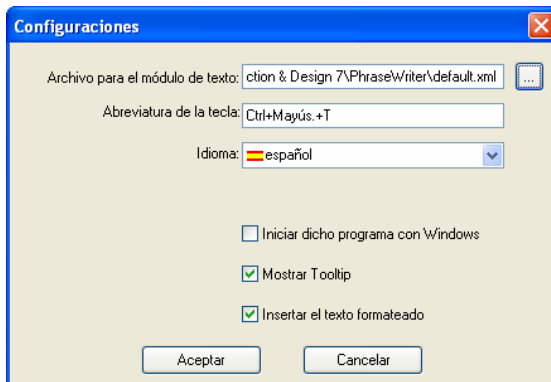 Configuraciones
Archivo para el módulo de texto: ction & Design 7\PhraseWriter\default.xml ...
Abreviatura de la tecla: Ctrl+Mayús.+T
Idioma: español
Iniciar dicho programa con Windows
Mostrar Tooltip
Insertar el texto formateado
Aceptar Cancelar